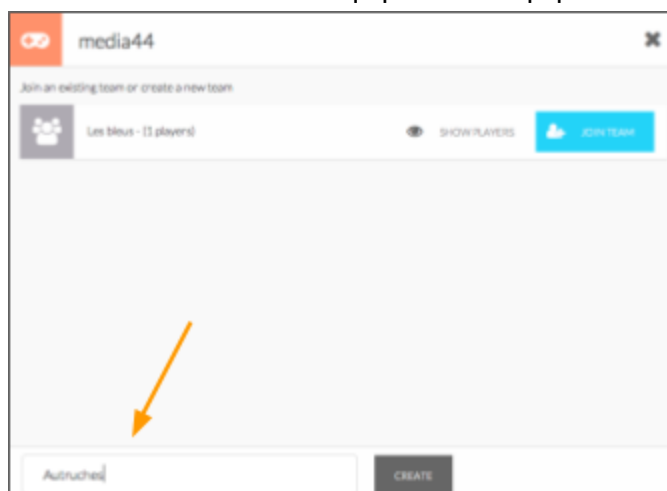 media44
Join an existing team or create a new team
Les bleus - (1 players)
SHOW PLAYERS
JOIN TEAM
Autruches
CREATE